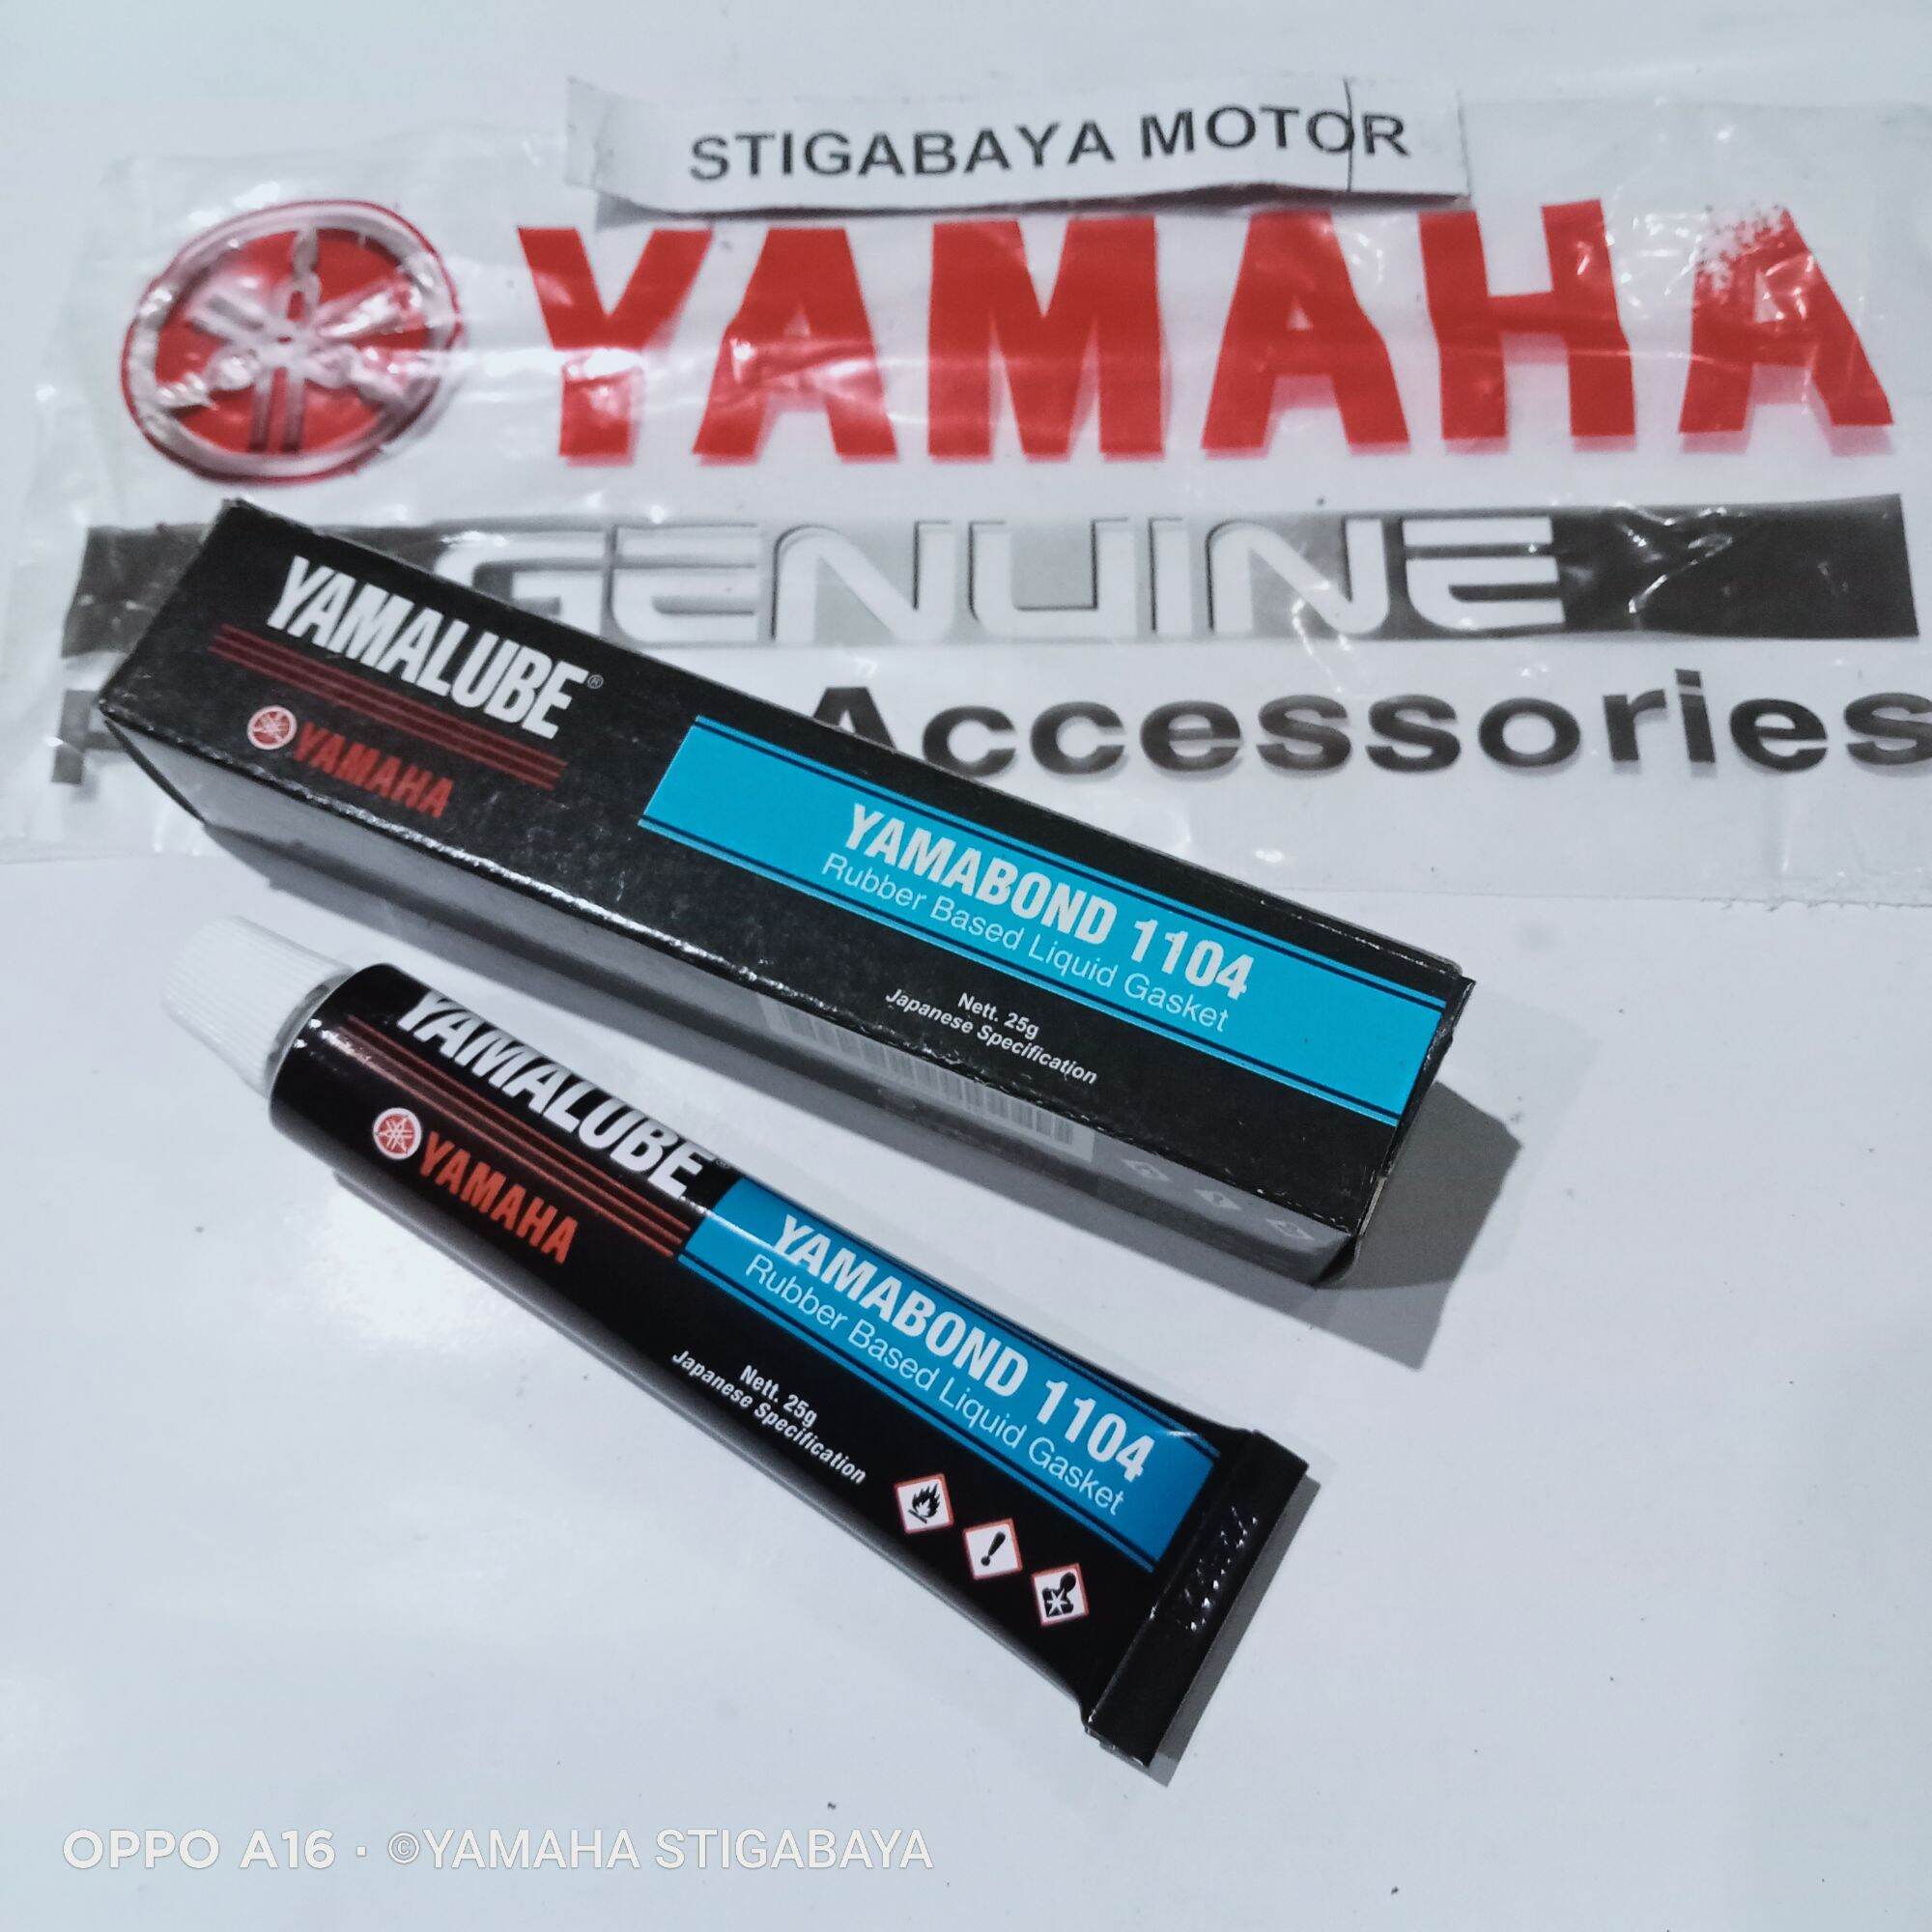 STIGABAYA MOTOR
YAMAHA
GENUINE
Accessories
YAMALUBE®
YAMAHA
YAMABOND 1104
Rubber Based Liquid Gasket
Nett. 25g
Japanese Specification
YAMALUBE
YAMAHA
YAMABOND 1104
Rubber Based Liquid Gasket
Nett. 25g
Japanese Specification
OPPO A16 · ©YAMAHA STIGABAYA